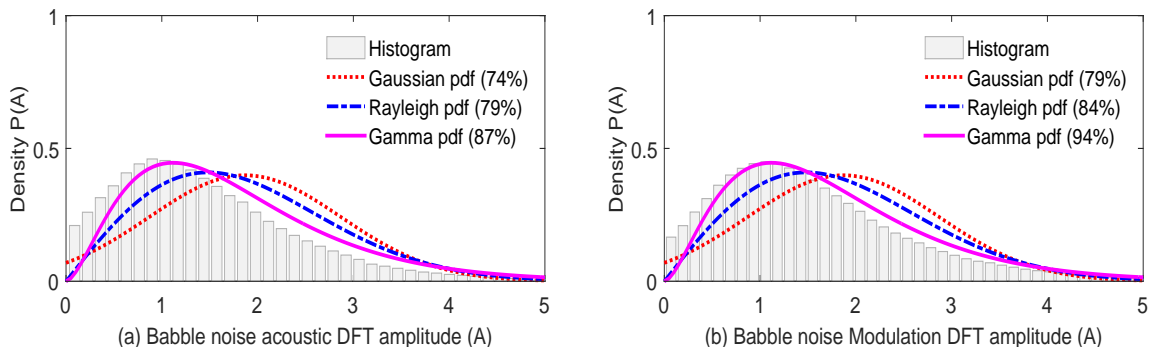 Density P(A)
1
0.5
0
Histogram
Gaussian pdf (74%)
Rayleigh pdf (79%)
Gamma pdf (87%)
0 1 2 3 4 5
(a) Babble noise acoustic DFT amplitude (A)
Density P(A)
1
0.5
0
Histogram
Gaussian pdf (79%)
Rayleigh pdf (84%)
Gamma pdf (94%)
0 1 2 3 4 5
(b) Babble noise Modulation DFT amplitude (A)